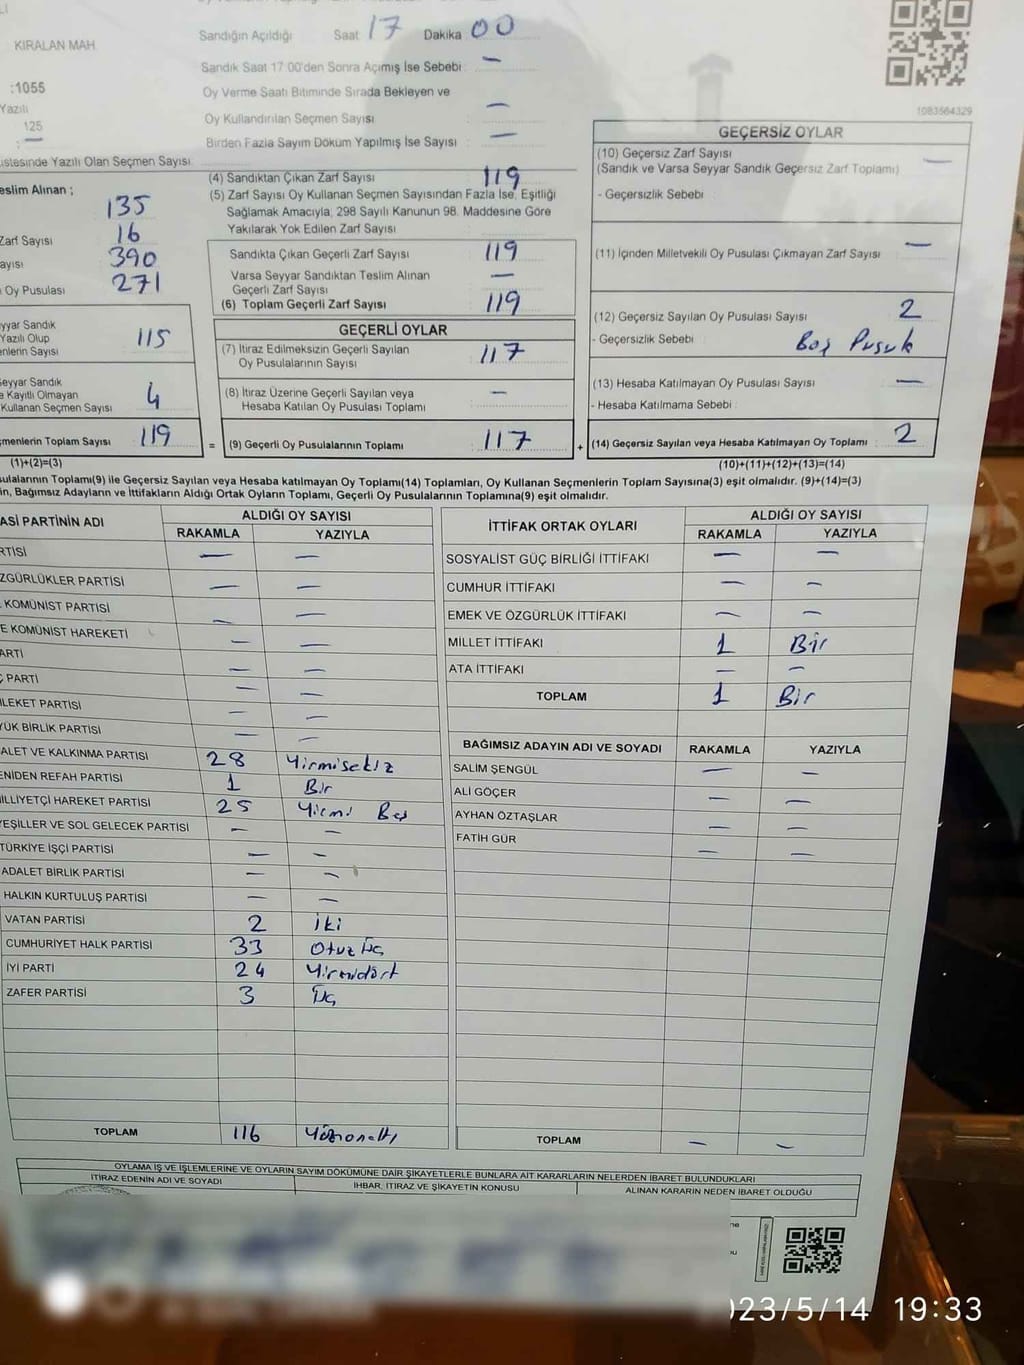 KIRALAN MAH.
:1055
Yazılı
125
:—
istesinde Yazılı Olan Seçmen Sayısı
Teslim Alınan ;
135
Zarf Sayısı 16
ayısı 390
Oy Pusulası 271
yyar Sandık
Yazılı Olup
enlerin Sayısı 115
Seyyar Sandık
Kayıtlı Olmayan
Kullanan Seçmen Sayısı 4
menlerin Toplam Sayısı 119
(1)+(2)=(3)
Sandığın Açıldığı Saat 17 Dakika 00
Sandık Saat 17:00'den Sonra Açılmış İse Sebebi : —
Oy Verme Saati Bitiminde Sırada Bekleyen ve
Oy Kullandırılan Seçmen Sayısı —
Birden Fazla Sayım Döküm Yapılmış İse Sayısı : —
(4) Sandıktan Çıkan Zarf Sayısı 119
(5) Zarf Sayısı Oy Kullanan Seçmen Sayısından Fazla İse, Eşitliği
Sağlamak Amacıyla, 298 Sayılı Kanunun 98. Maddesine Göre
Yakılarak Yok Edilen Zarf Sayısı
Sandıkta Çıkan Geçerli Zarf Sayısı 119
Varsa Seyyar Sandıktan Teslim Alınan
Geçerli Zarf Sayısı —
(6) Toplam Geçerli Zarf Sayısı 119
GEÇERLİ OYLAR
(7) İtiraz Edilmeksizin Geçerli Sayılan
Oy Pusulalarının Sayısı 117
(8) İtiraz Üzerine Geçerli Sayılan veya
Hesaba Katılan Oy Pusulası Toplamı —
= (9) Geçerli Oy Pusulalarının Toplamı 117
1083564329
GEÇERSİZ OYLAR
(10) Geçersiz Zarf Sayısı
(Sandık ve Varsa Seyyar Sandık Geçersiz Zarf Toplamı) —
- Geçersizlik Sebebi :
(11) İçinden Milletvekili Oy Pusulası Çıkmayan Zarf Sayısı —
(12) Geçersiz Sayılan Oy Pusulası Sayısı 2
- Geçersizlik Sebebi : Boş Pusula
(13) Hesaba Katılmayan Oy Pusulası Sayısı —
- Hesaba Katılmama Sebebi :
+ (14) Geçersiz Sayılan veya Hesaba Katılmayan Oy Toplamı 2
(10)+(11)+(12)+(13)=(14)
sulalarının Toplamı(9) ile Geçersiz Sayılan veya Hesaba katılmayan Oy Toplamı(14) Toplamları, Oy Kullanan Seçmenlerin Toplam Sayısına(3) eşit olmalıdır. (9)+(14)=(3)
in, Bağımsız Adayların ve İttifakların Aldığı Ortak Oyların Toplamı, Geçerli Oy Pusulalarının Toplamına(9) eşit olmalıdır.
ASİ PARTİNİN ADI ALDIĞI OY SAYISI
RAKAMLA YAZIYLA
RTİSİ — —
ZGÜRLÜKLER PARTİSİ — —
KOMÜNİST PARTİSİ — —
E KOMÜNİST HAREKETİ — —
ARTİ — —
Ç PARTİ — —
LEKET PARTİSİ — —
YÜK BİRLİK PARTİSİ — —
ALET VE KALKINMA PARTİSİ 28 Yirmisekiz
ENİDEN REFAH PARTİSİ 1 Bir
MİLLİYETÇİ HAREKET PARTİSİ 25 Yirmi Beş
YEŞİLLER VE SOL GELECEK PARTİSİ — —
TÜRKİYE İŞÇİ PARTİSİ — —
ADALET BİRLİK PARTİSİ — —
HALKIN KURTULUŞ PARTİSİ — —
VATAN PARTİSİ 2 iki
CUMHURİYET HALK PARTİSİ 33 Otuz Üç
İYİ PARTİ 24 Yirmidört
ZAFER PARTİSİ 3 Üç
TOPLAM 116 Yüzonaltı
İTTİFAK ORTAK OYLARI ALDIĞI OY SAYISI
RAKAMLA YAZIYLA
SOSYALİST GÜÇ BİRLİĞİ İTTİFAKI — —
CUMHUR İTTİFAKI — —
EMEK VE ÖZGÜRLÜK İTTİFAKI — —
MİLLET İTTİFAKI 1 Bir
ATA İTTİFAKI — —
TOPLAM 1 Bir
BAĞIMSIZ ADAYIN ADI VE SOYADI RAKAMLA YAZIYLA
SALİM ŞENGÜL — —
ALİ GÖÇER — —
AYHAN ÖZTAŞLAR — —
FATİH GÜR — —
TOPLAM — —
OYLAMA İŞ VE İŞLEMLERİNE VE OYLARIN SAYIM DÖKÜMÜNE DAİR ŞİKAYETLERLE BUNLARA AİT KARARLARIN NELERDEN İBARET BULUNDUKLARI
İTİRAZ EDENİN ADI VE SOYADI İHBAR, İTİRAZ VE ŞİKAYETİN KONUSU ALINAN KARARIN NEDEN İBARET OLDUĞU
023/5/14 19:33